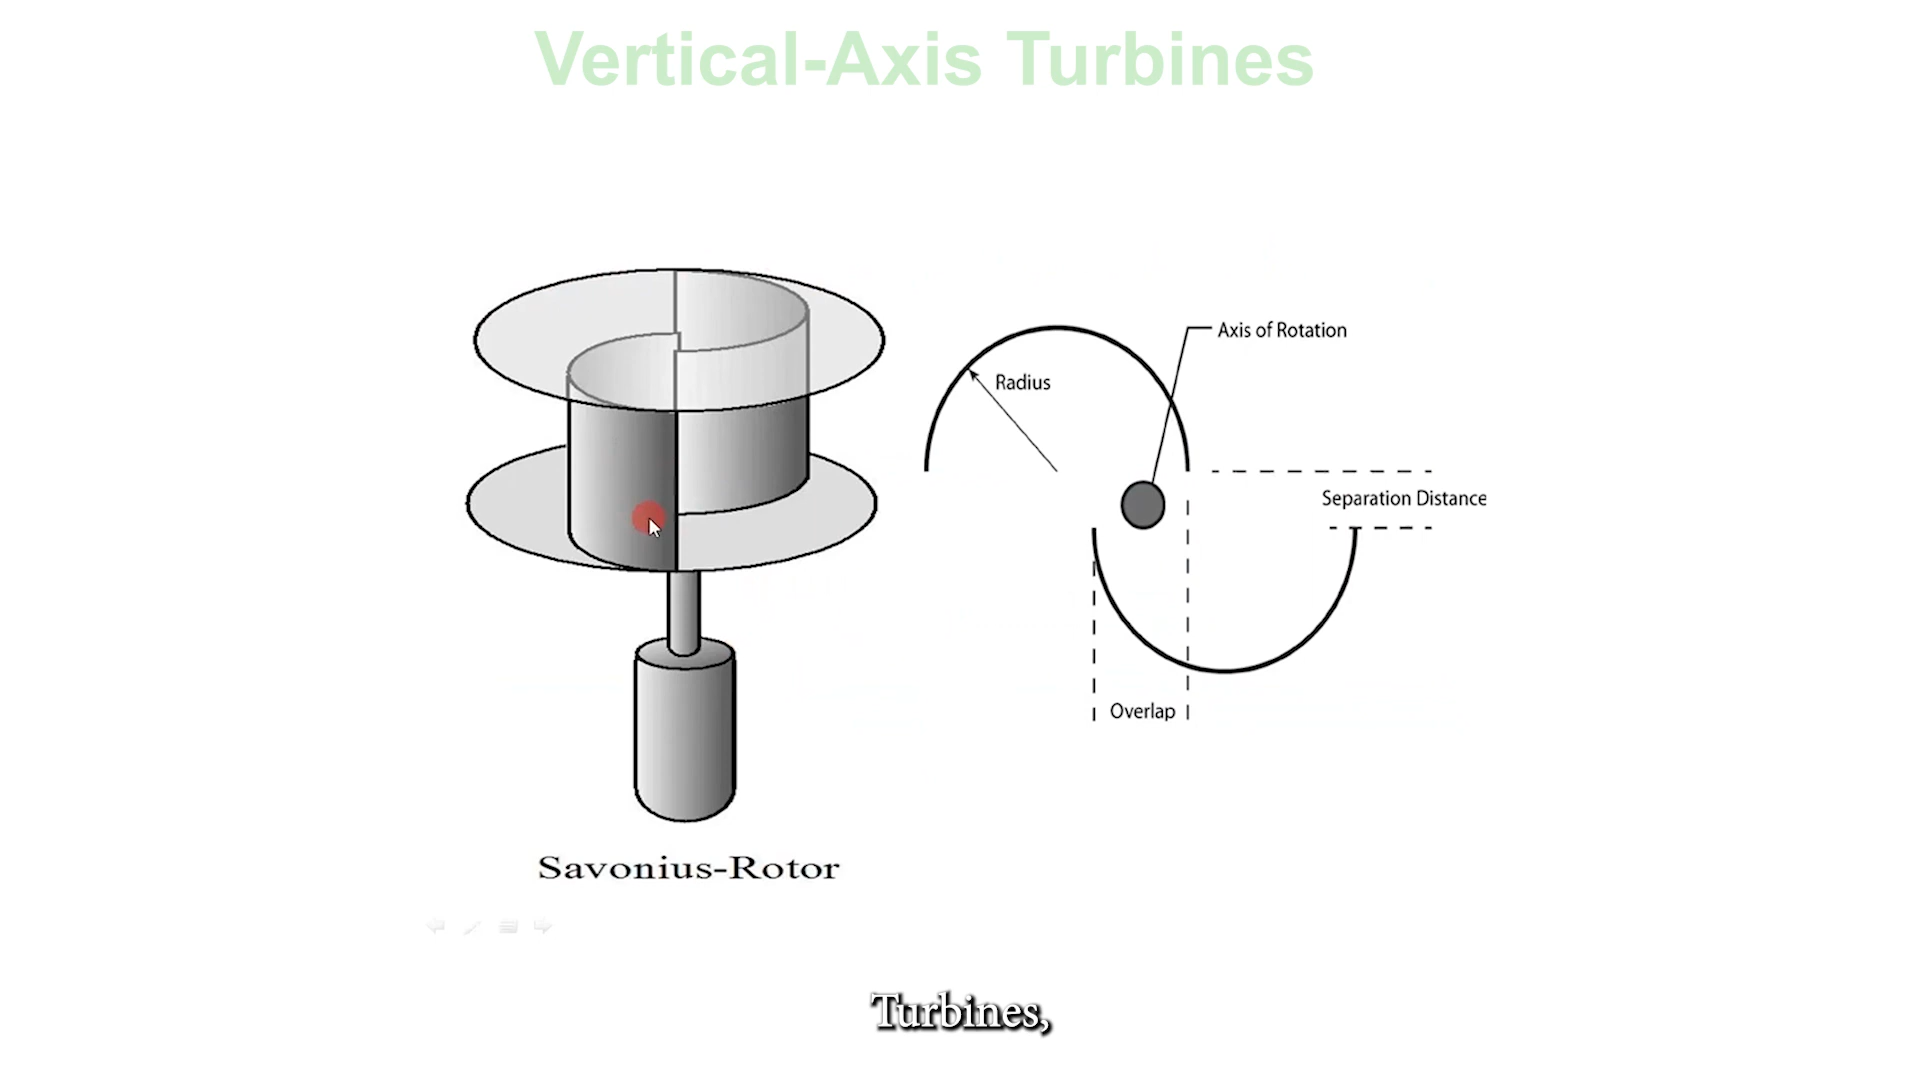 Vertical-Axis Turbines
Axis of Rotation
Radius
Separation Distance
Overlap
Savonius-Rotor
Turbines,